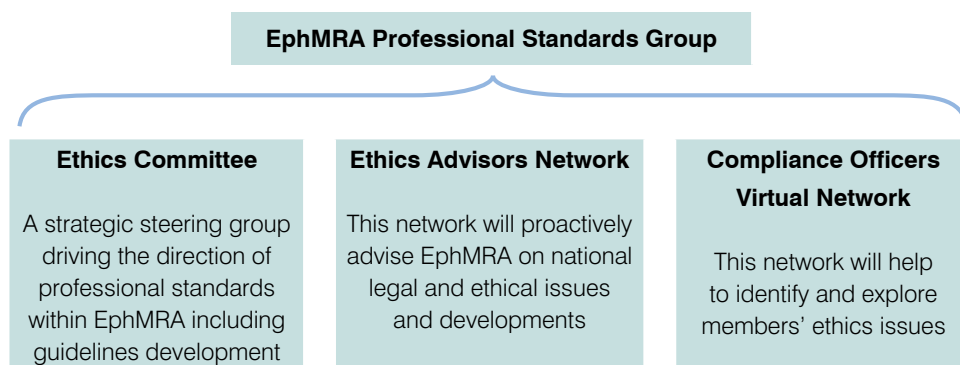 EphMRA Professional Standards Group
Ethics Committee
A strategic steering group
driving the direction of
professional standards
within EphMRA including
guidelines development
Ethics Advisors Network
This network will proactively
advise EphMRA on national
legal and ethical issues
and developments
Compliance Officers
Virtual Network
This network will help
to identify and explore
members’ ethics issues